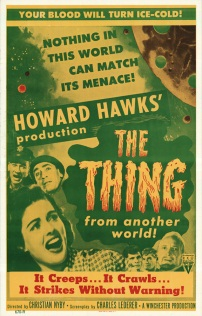 YOUR BLOOD WILL TURN ICE-COLD!
NOTHING IN
THIS WORLD
CAN MATCH
ITS MENACE!
HOWARD HAWKS'
production
THE
THING
from another
world!
It Creeps... It Crawls...
It Strikes Without Warning!
Directed by CHRISTIAN NYBY · Screenplay by CHARLES LEDERER · A WINCHESTER PRODUCTION